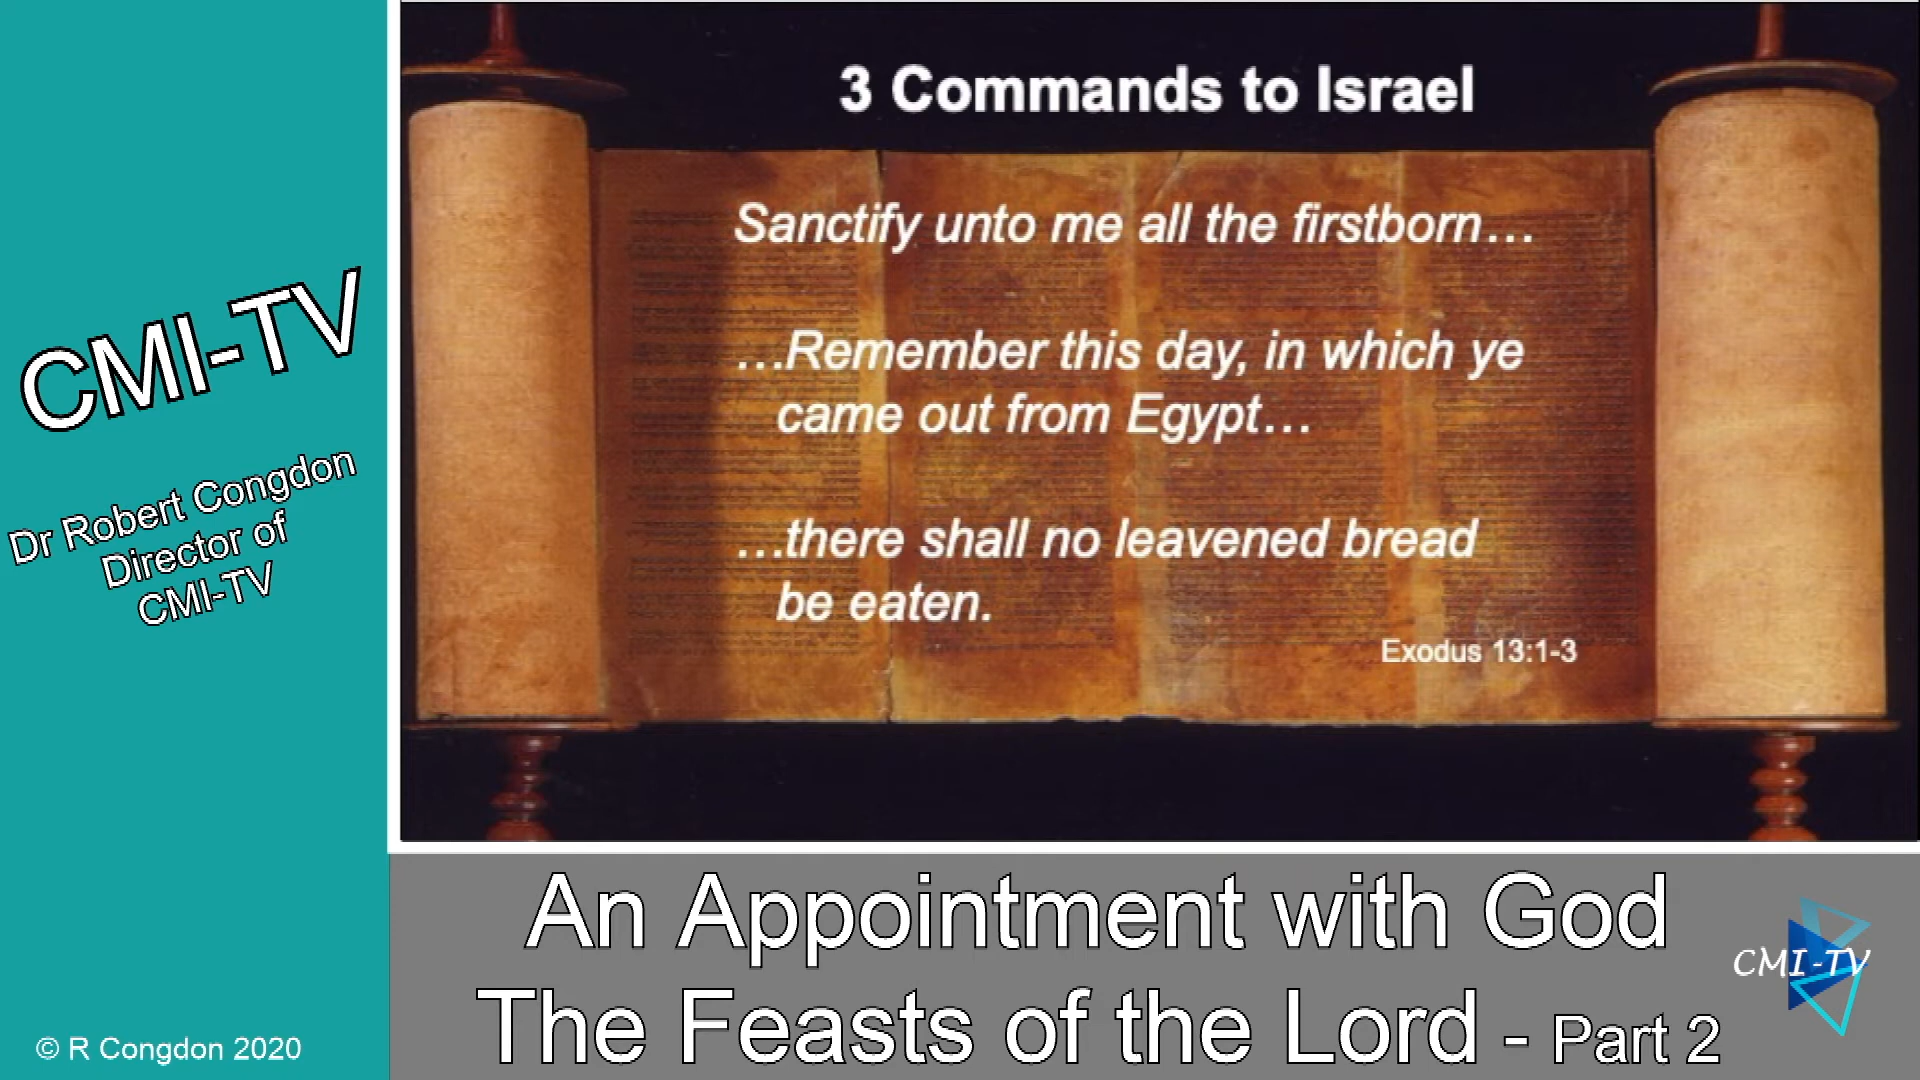 3 Commands to Israel
Sanctify unto me all the firstborn…
…Remember this day, in which ye
came out from Egypt…
…there shall no leavened bread
be eaten.
Exodus 13:1-3
CMI-TV
Dr Robert Congdon
Director of
CMI-TV
© R Congdon 2020
An Appointment with God
The Feasts of the Lord - Part 2
CMI-TV